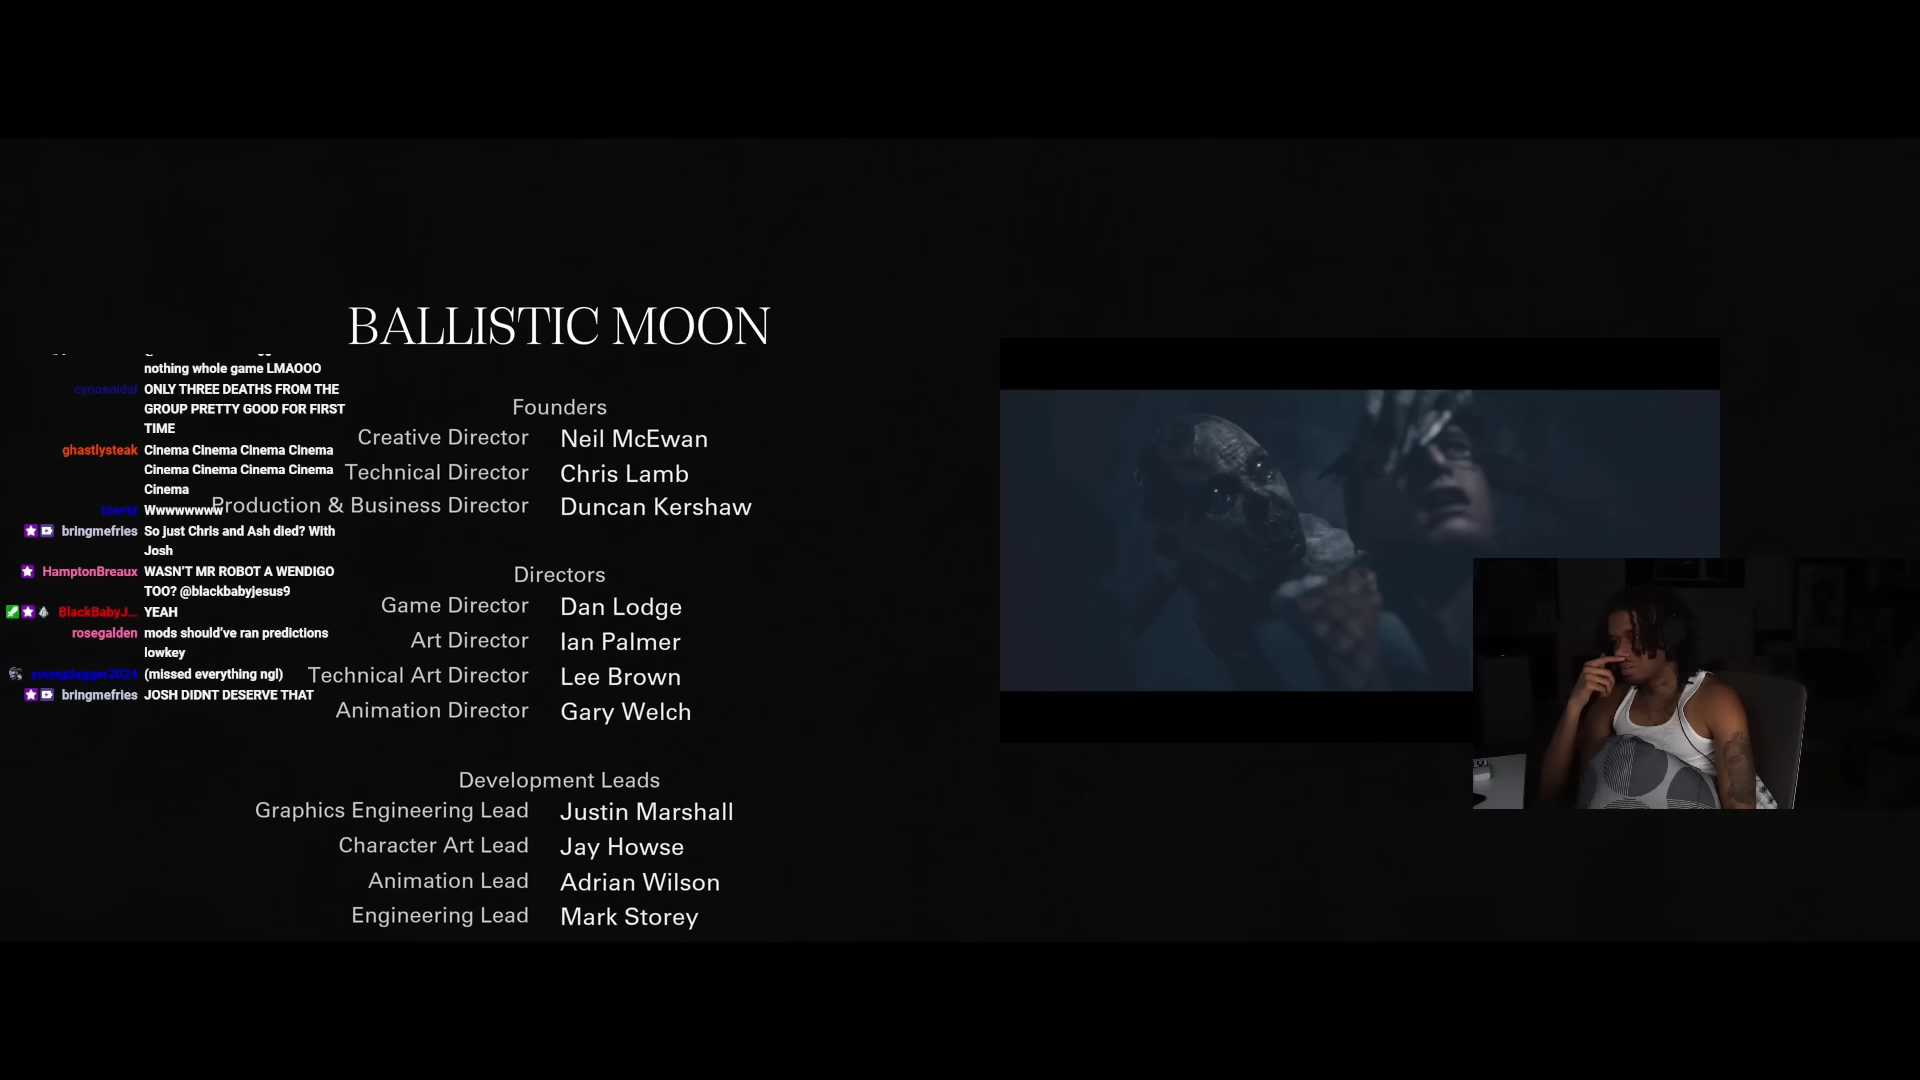 BALLISTIC MOON
nothing whole game LMAOOO
cynosoidal ONLY THREE DEATHS FROM THE
GROUP PRETTY GOOD FOR FIRST
TIME
ghastlysteak Cinema Cinema Cinema Cinema
Cinema Cinema Cinema Cinema
Cinema
Wwwwwwww
bringmefries So just Chris and Ash died? With
Josh
HamptonBreaux WASN'T MR ROBOT A WENDIGO
TOO? @blackbabyjesus9
BlackBabyJ... YEAH
rosegalden mods should've ran predictions
lowkey
youngdagger2024 (missed everything ngl)
bringmefries JOSH DIDNT DESERVE THAT
Founders
Creative Director Neil McEwan
Technical Director Chris Lamb
Production & Business Director Duncan Kershaw
Directors
Game Director Dan Lodge
Art Director Ian Palmer
Technical Art Director Lee Brown
Animation Director Gary Welch
Development Leads
Graphics Engineering Lead Justin Marshall
Character Art Lead Jay Howse
Animation Lead Adrian Wilson
Engineering Lead Mark Storey